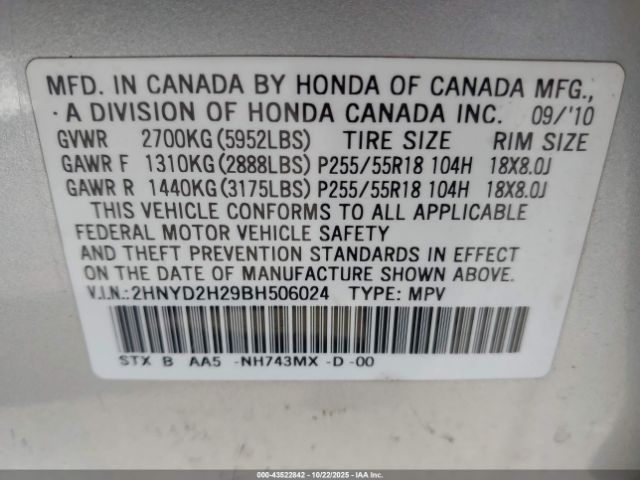 MFD. IN CANADA BY HONDA OF CANADA MFG.,
A DIVISION OF HONDA CANADA INC. 09/'10
GVWR 2700KG(5952LBS) TIRE SIZE RIM SIZE
GAWR F 1310KG(2888LBS) P255/55R18 104H 18X8.0J
GAWR R 1440KG(3175LBS) P255/55R18 104H 18X8.0J
THIS VEHICLE CONFORMS TO ALL APPLICABLE
FEDERAL MOTOR VEHICLE SAFETY
AND THEFT PREVENTION STANDARDS IN EFFECT
ON THE DATE OF MANUFACTURE SHOWN ABOVE.
V.I.N.:2HNYD2H29BH506024 TYPE: MPV
STX B AA5 -NH743MX -D -00
000-43522842 - 10/22/2025 - IAA Inc.